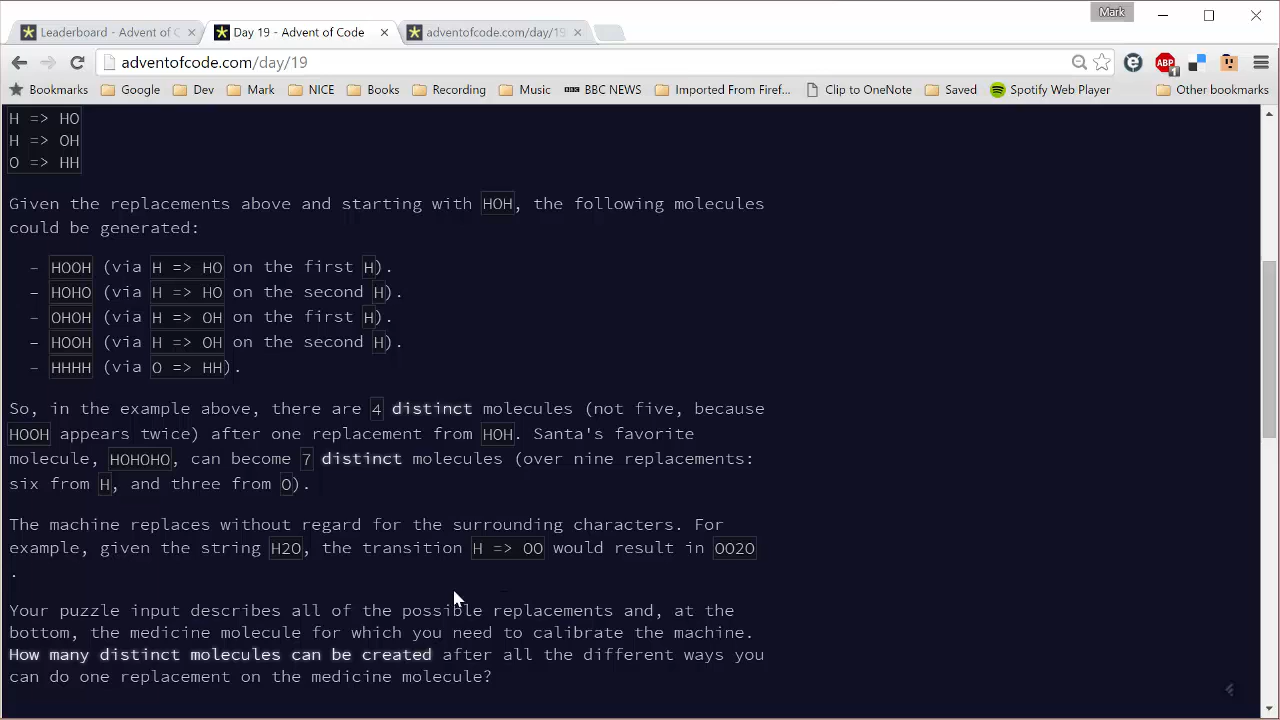 Mark
Leaderboard - Advent of C
Day 19 - Advent of Code
adventofcode.com/day/19
adventofcode.com/day/19
Bookmarks
Google
Dev
Mark
NICE
Books
Recording
Music
BBC NEWS
Imported From Firef...
Clip to OneNote
Saved
Spotify Web Player
Other bookmarks
H => HO
H => OH
O => HH
Given the replacements above and starting with HOH, the following molecules
could be generated:
- HOOH (via H => HO on the first H).
- HOHO (via H => HO on the second H).
- OHOH (via H => OH on the first H).
- HOOH (via H => OH on the second H).
- HHHH (via O => HH).
So, in the example above, there are 4 distinct molecules (not five, because
HOOH appears twice) after one replacement from HOH. Santa's favorite
molecule, HOHOHO, can become 7 distinct molecules (over nine replacements:
six from H, and three from O).
The machine replaces without regard for the surrounding characters. For
example, given the string H2O, the transition H => OO would result in OO2O
.
Your puzzle input describes all of the possible replacements and, at the
bottom, the medicine molecule for which you need to calibrate the machine.
How many distinct molecules can be created after all the different ways you
can do one replacement on the medicine molecule?